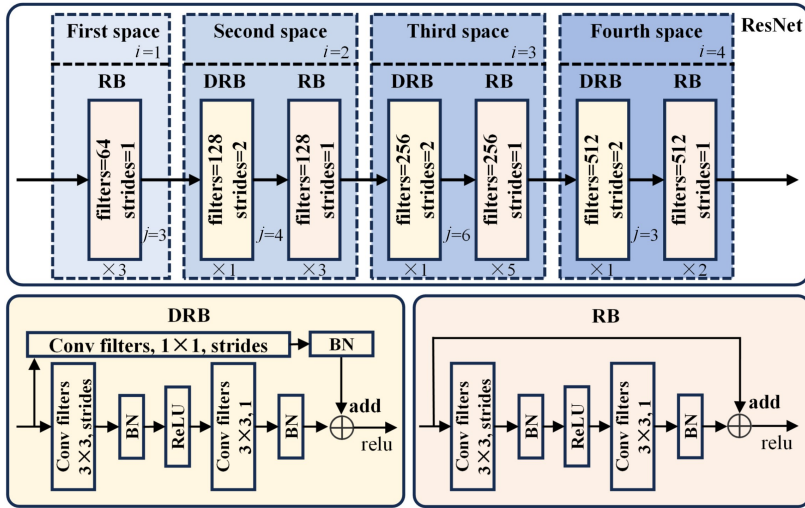 First space
i=1
Second space
i=2
Third space
i=3
Fourth space
i=4
ResNet
RB
DRB
RB
DRB
RB
DRB
RB
filters=64
strides=1
filters=128
strides=2
filters=128
strides=1
filters=256
strides=2
filters=256
strides=1
filters=512
strides=2
filters=512
strides=1
j=3
j=4
j=6
j=3
×3
×1
×3
×1
×5
×1
×2
DRB
Conv filters, 1×1, strides
BN
Conv filters
3×3, strides
BN
ReLU
Conv filters
3×3, 1
BN
add
relu
RB
Conv filters
3×3, strides
BN
ReLU
Conv filters
3×3, 1
BN
add
relu